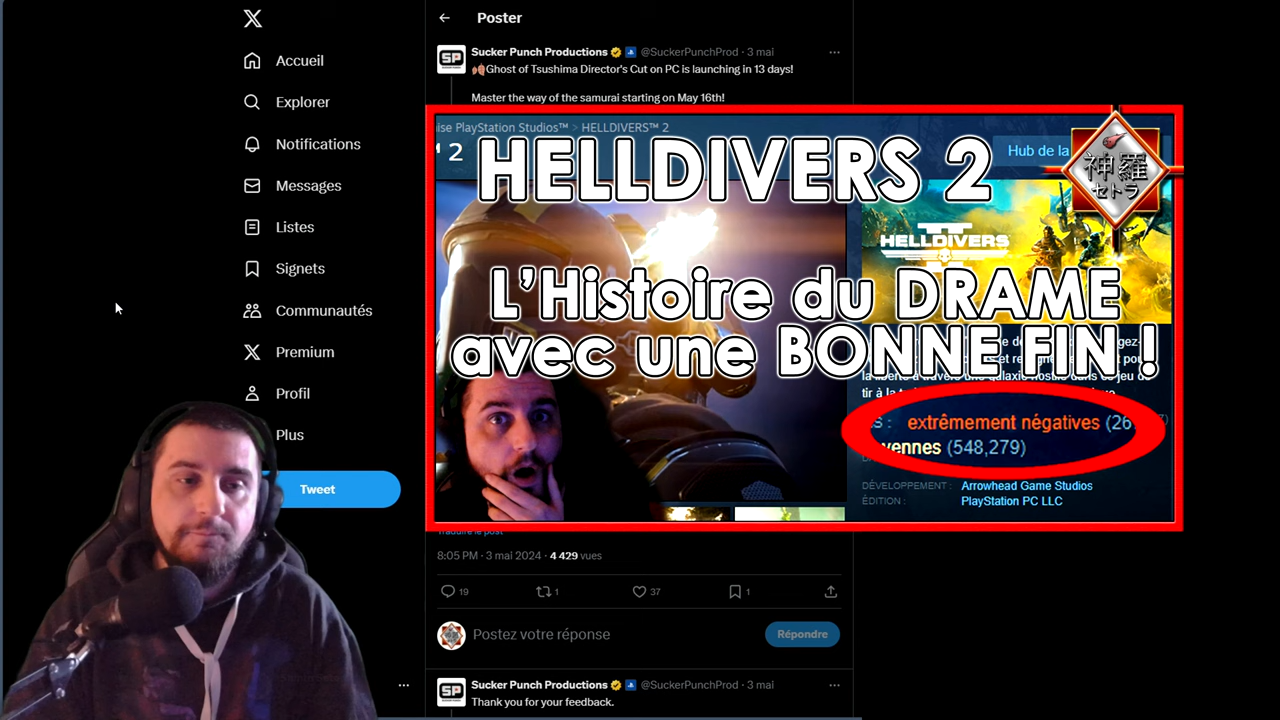 Poster
Accueil
Explorer
Notifications
Messages
Listes
Signets
Communautés
Premium
Profil
Plus
Tweet
Sucker Punch Productions @SuckerPunchProd · 3 mai
Ghost of Tsushima Director's Cut on PC is launching in 13 days!
Master the way of the samurai starting on May 16th!
PlayStation Studios™ > HELLDIVERS™ 2
2
Hub de la
HELLDIVERS 2
神羅
セトラ
HELLDIVERS
L'Histoire du DRAME
avec une BONNE FIN !
extrêmement négatives (26
(548,279)
DÉVELOPPEMENT : Arrowhead Game Studios
ÉDITION : PlayStation PC LLC
8:05 PM · 3 mai 2024 · 4 429 vues
19 1 37 1
Postez votre réponse
Répondre
Sucker Punch Productions @SuckerPunchProd · 3 mai
Thank you for your feedback.